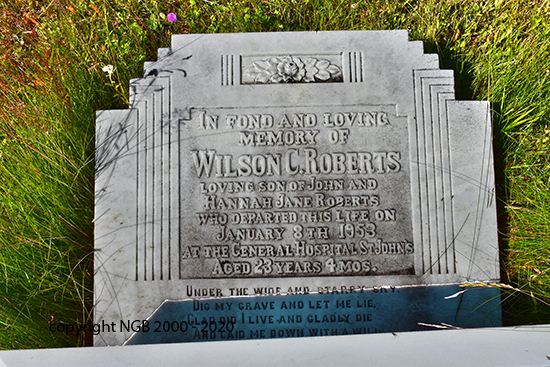 IN FOND AND LOVING
MEMORY OF
WILSON C. ROBERTS
LOVING SON OF JOHN AND
HANNAH JANE ROBERTS
WHO DEPARTED THIS LIFE ON
JANUARY 8TH 1953
AT THE GENERAL HOSPITAL ST. JOHN'S
AGED 23 YEARS 4 MOS.
UNDER THE WIDE AND STARRY SKY,
DIG MY GRAVE AND LET ME LIE,
GLAD DID I LIVE AND GLADLY DIE
AND LAID ME DOWN WITH A
copyright NGB 2000 - 2020